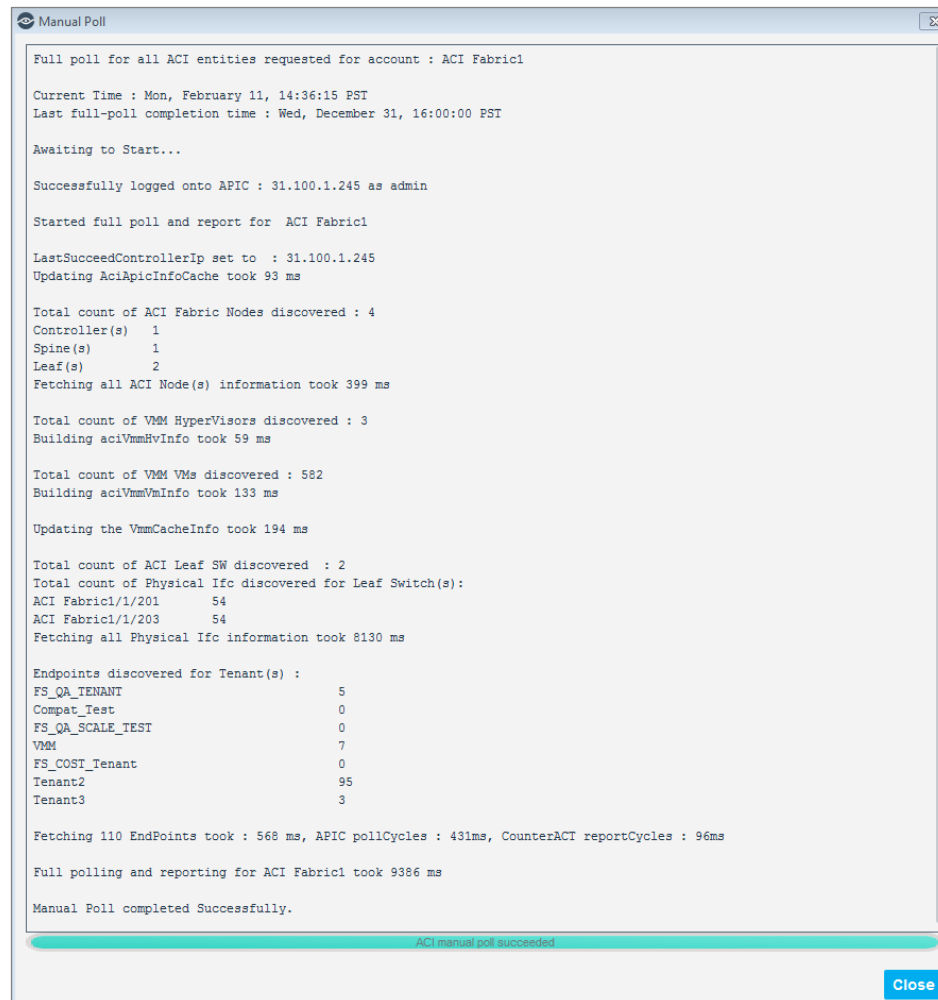 Manual Poll
Full poll for all ACI entities requested for account : ACI Fabric1
Current Time : Mon, February 11, 14:36:15 PST
Last full-poll completion time : Wed, December 31, 16:00:00 PST
Awaiting to Start...
Successfully logged onto APIC : 31.100.1.245 as admin
Started full poll and report for  ACI Fabric1
LastSucceedControllerIp set to  : 31.100.1.245
Updating AciApicInfoCache took 93 ms
Total count of ACI Fabric Nodes discovered : 4
Controller(s)   1
Spine(s)        1
Leaf(s)         2
Fetching all ACI Node(s) information took 399 ms
Total count of VMM HyperVisors discovered : 3
Building aciVmmHvInfo took 59 ms
Total count of VMM VMs discovered : 582
Building aciVmmVmInfo took 133 ms
Updating the VmmCacheInfo took 194 ms
Total count of ACI Leaf SW discovered  : 2
Total count of Physical Ifc discovered for Leaf Switch(s):
ACI Fabric1/1/201       54
ACI Fabric1/1/203       54
Fetching all Physical Ifc information took 8130 ms
Endpoints discovered for Tenant(s) :
FS_QA_TENANT                             5
Compat_Test                              0
FS_QA_SCALE_TEST                         0
VMM                                      7
FS_COST_Tenant                           0
Tenant2                                  95
Tenant3                                  3
Fetching 110 EndPoints took : 568 ms, APIC pollCycles : 431ms, CounterACT reportCycles : 96ms
Full polling and reporting for ACI Fabric1 took 9386 ms
Manual Poll completed Successfully.
ACI manual poll succeeded
Close